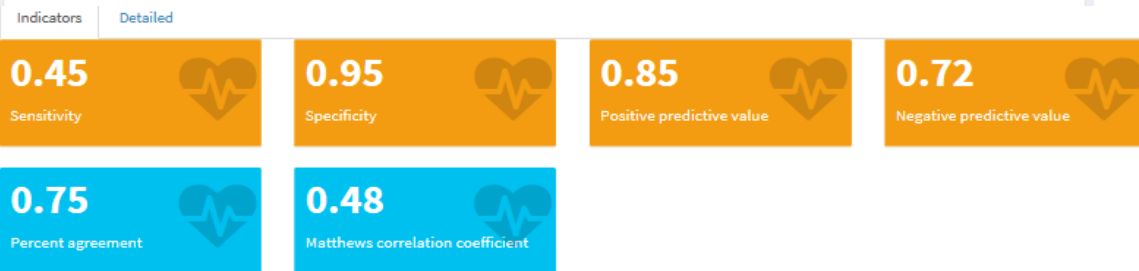 Indicators Detailed
0.45 0.95 0.85 0.72
Sensitivity Specificity Positive predictive value Negative predictive value
0.75 0.48
Percent agreement Matthews correlation coefficient